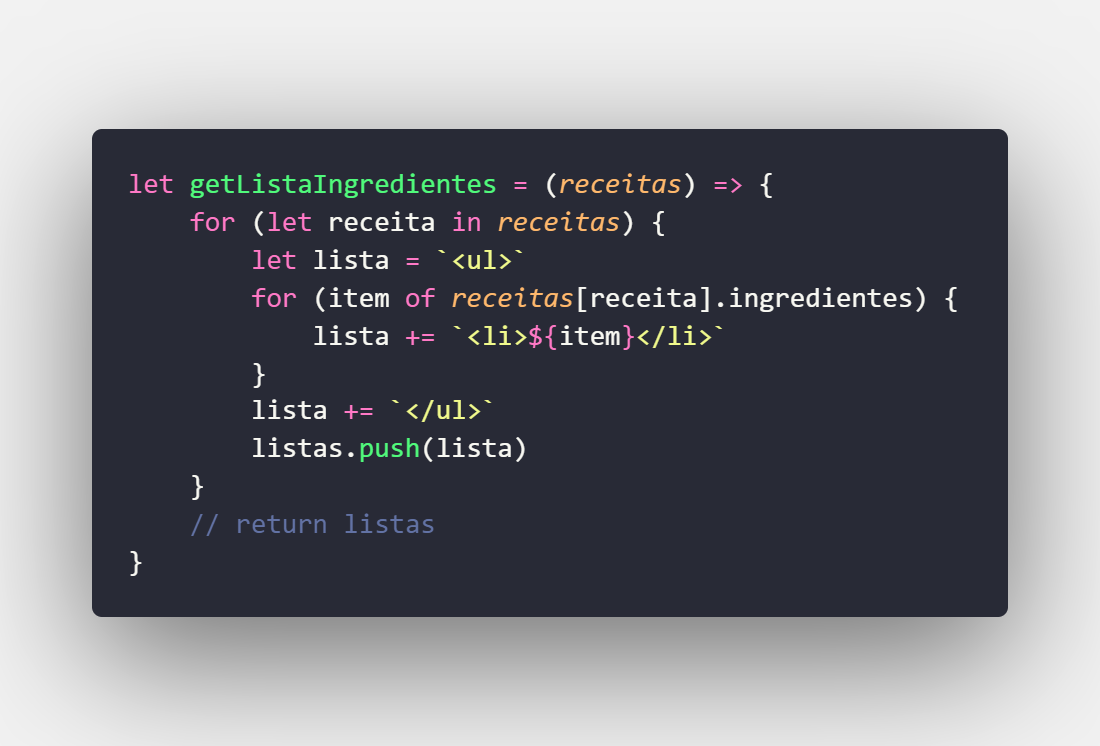 let getListaIngredientes = (receitas) => {
    for (let receita in receitas) {
        let lista = `<ul>`
        for (item of receitas[receita].ingredientes) {
            lista += `<li>${item}</li>`
        }
        lista += `</ul>`
        listas.push(lista)
    }
    // return listas
}